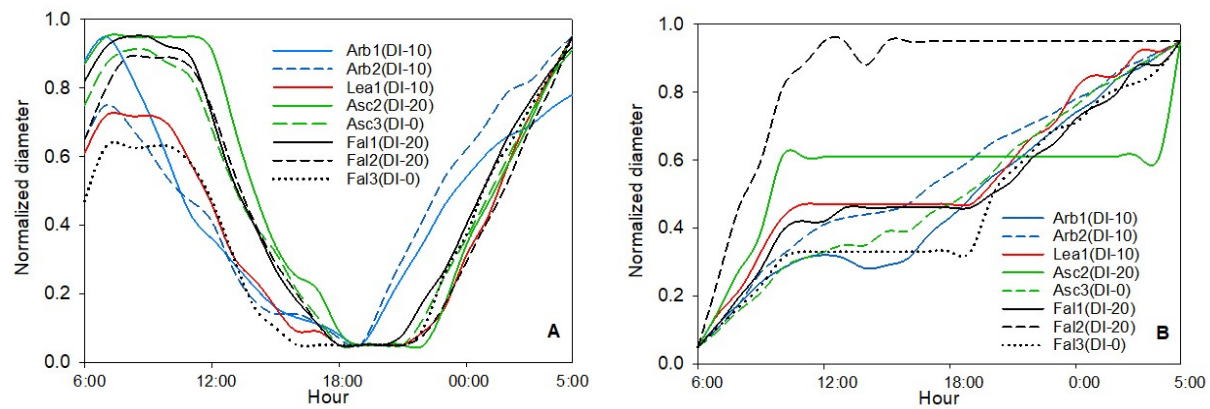 1.0
0.8
0.6
0.4
0.2
0.0
Normalized diameter
6:00 12:00 18:00 00:00 5:00
Hour
Arb1(DI-10)
Arb2(DI-10)
Lea1(DI-10)
Asc2(DI-20)
Asc3(DI-0)
Fal1(DI-20)
Fal2(DI-20)
Fal3(DI-0)
A
1.0
0.8
0.6
0.4
0.2
0.0
Normalized diameter
6:00 12:00 18:00 0:00 5:00
Hour
Arb1(DI-10)
Arb2(DI-10)
Lea1(DI-10)
Asc2(DI-20)
Asc3(DI-0)
Fal1(DI-20)
Fal2(DI-20)
Fal3(DI-0)
B